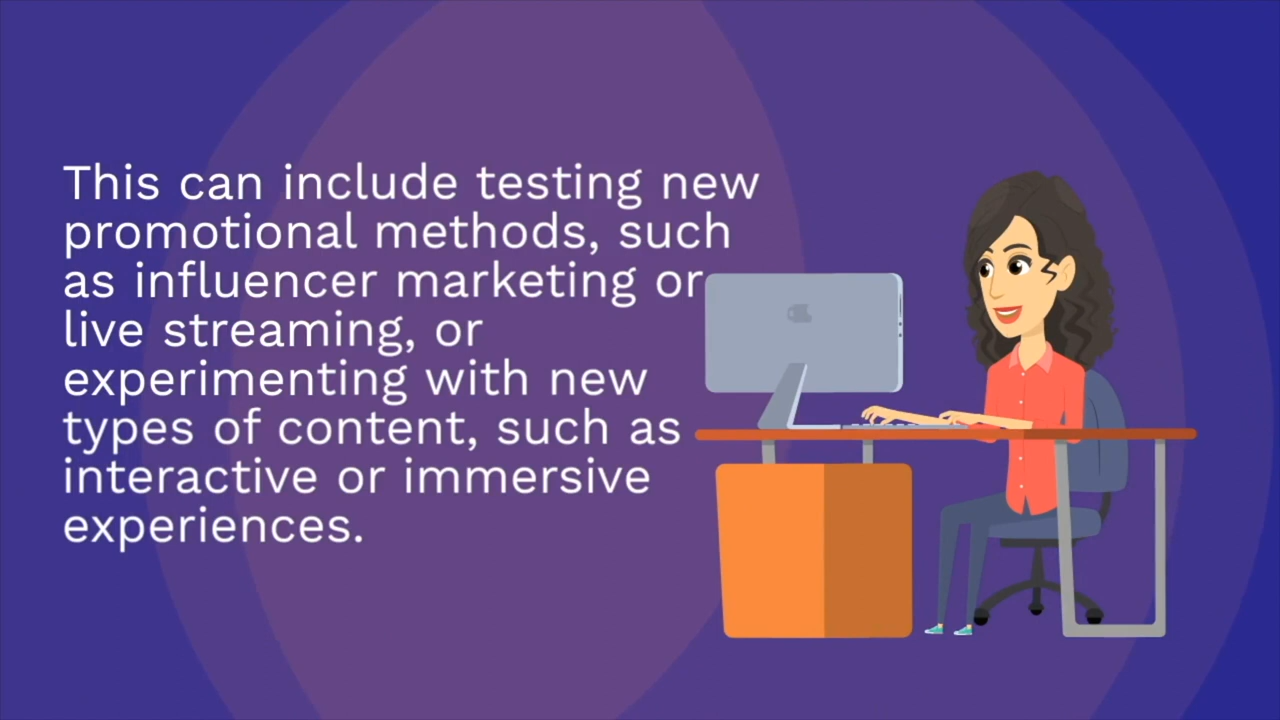 This can include testing new
promotional methods, such
as influencer marketing or
live streaming, or
experimenting with new
types of content, such as
interactive or immersive
experiences.